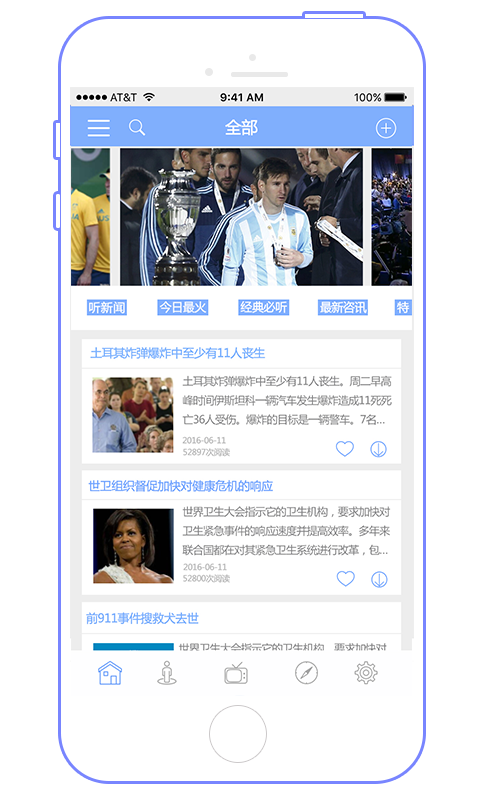 AT&T
9:41 AM
100%
全部
听新闻
今日最火
经典必听
最新咨讯
特
土耳其炸弹爆炸中至少有11人丧生
土耳其炸弹爆炸中至少有11人丧生。周二早高
峰时间伊斯坦科一辆汽车发生爆炸造成11死死
亡36人受伤。爆炸的目标是一辆警车。7名...
2016-06-11
52897次阅读
世卫组织督促加快对健康危机的响应
世界卫生大会指示它的卫生机构，要求加快对
卫生紧急事件的响应速度并提高效率。多年来
联合国都在对其紧急卫生系统进行改革，包...
2016-06-11
52800次阅读
前911事件搜救犬去世
世界卫生大会指示它的卫生机构，要求加快对